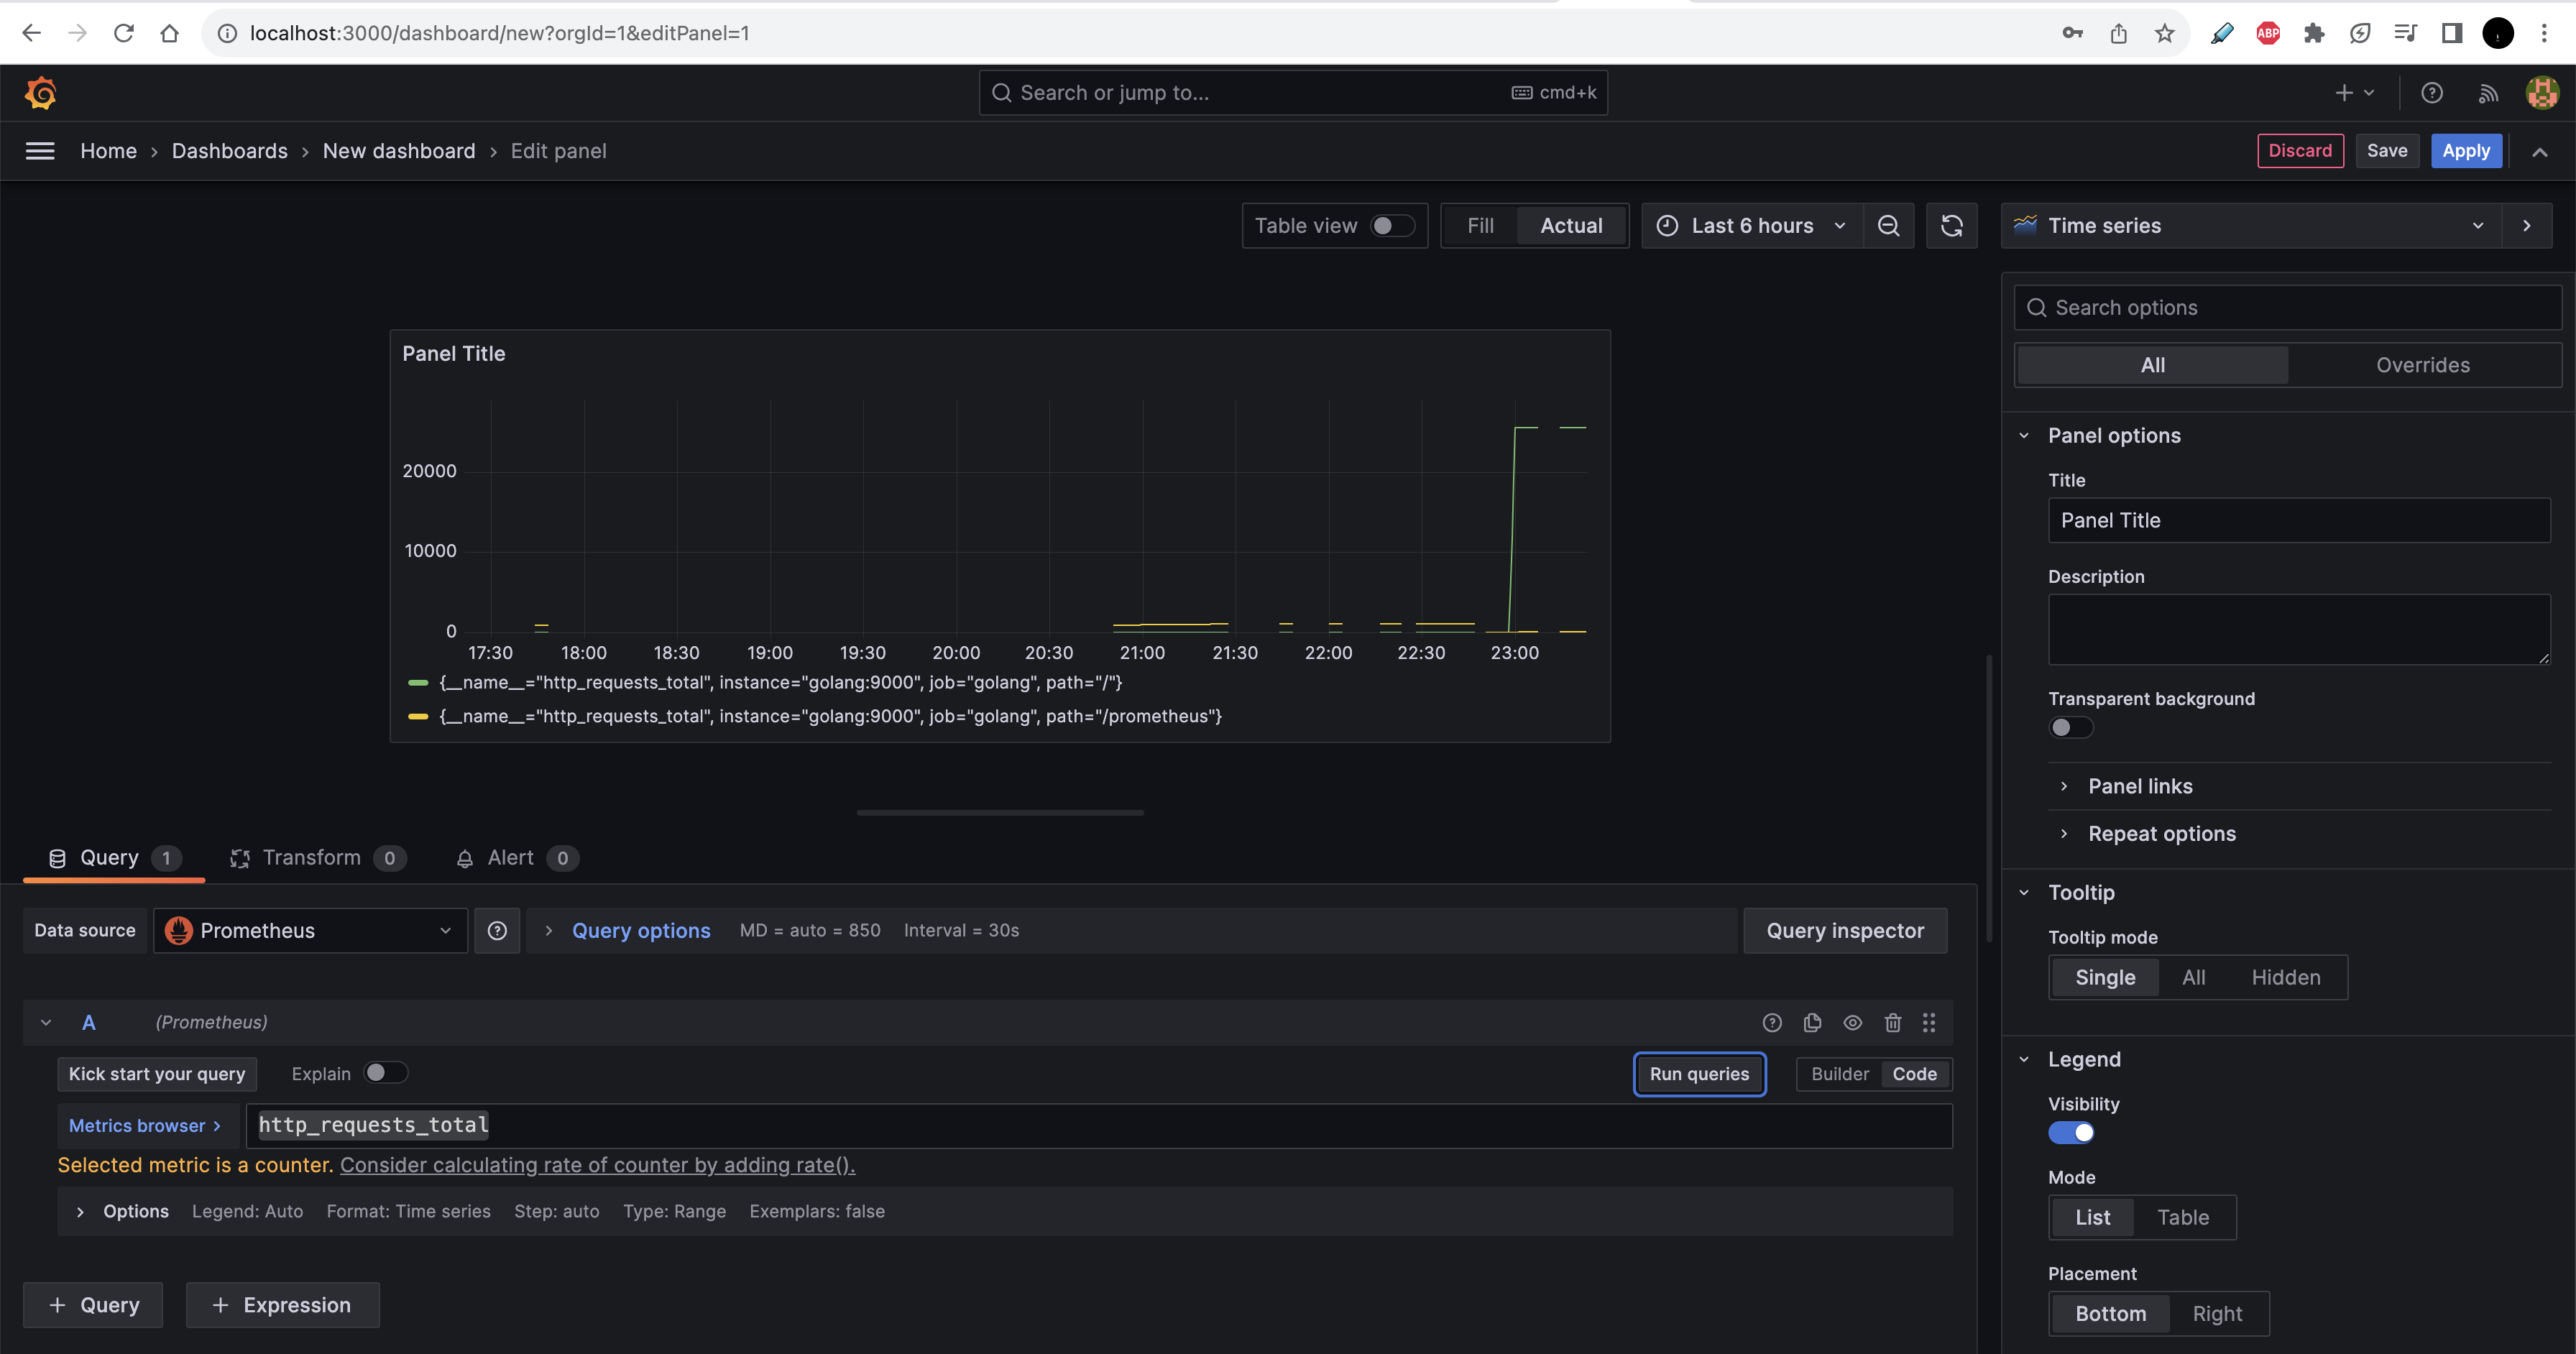 localhost:3000/dashboard/new?orgId=1&editPanel=1
ABP
Search or jump to...
cmd+k
Home › Dashboards › New dashboard › Edit panel
Discard Save Apply
Table view Fill Actual Last 6 hours Time series
Search options
All Overrides
Panel Title
20000
10000
0
17:30 18:00 18:30 19:00 19:30 20:00 20:30 21:00 21:30 22:00 22:30 23:00
{__name__="http_requests_total", instance="golang:9000", job="golang", path="/"}
{__name__="http_requests_total", instance="golang:9000", job="golang", path="/prometheus"}
Query 1 Transform 0 Alert 0
Data source Prometheus Query options MD = auto = 850 Interval = 30s Query inspector
A (Prometheus)
Kick start your query Explain Run queries Builder Code
Metrics browser > http_requests_total
Selected metric is a counter. Consider calculating rate of counter by adding rate().
Options Legend: Auto Format: Time series Step: auto Type: Range Exemplars: false
+ Query + Expression
Panel options
Title
Panel Title
Description
Transparent background
Panel links
Repeat options
Tooltip
Tooltip mode
Single All Hidden
Legend
Visibility
Mode
List Table
Placement
Bottom Right